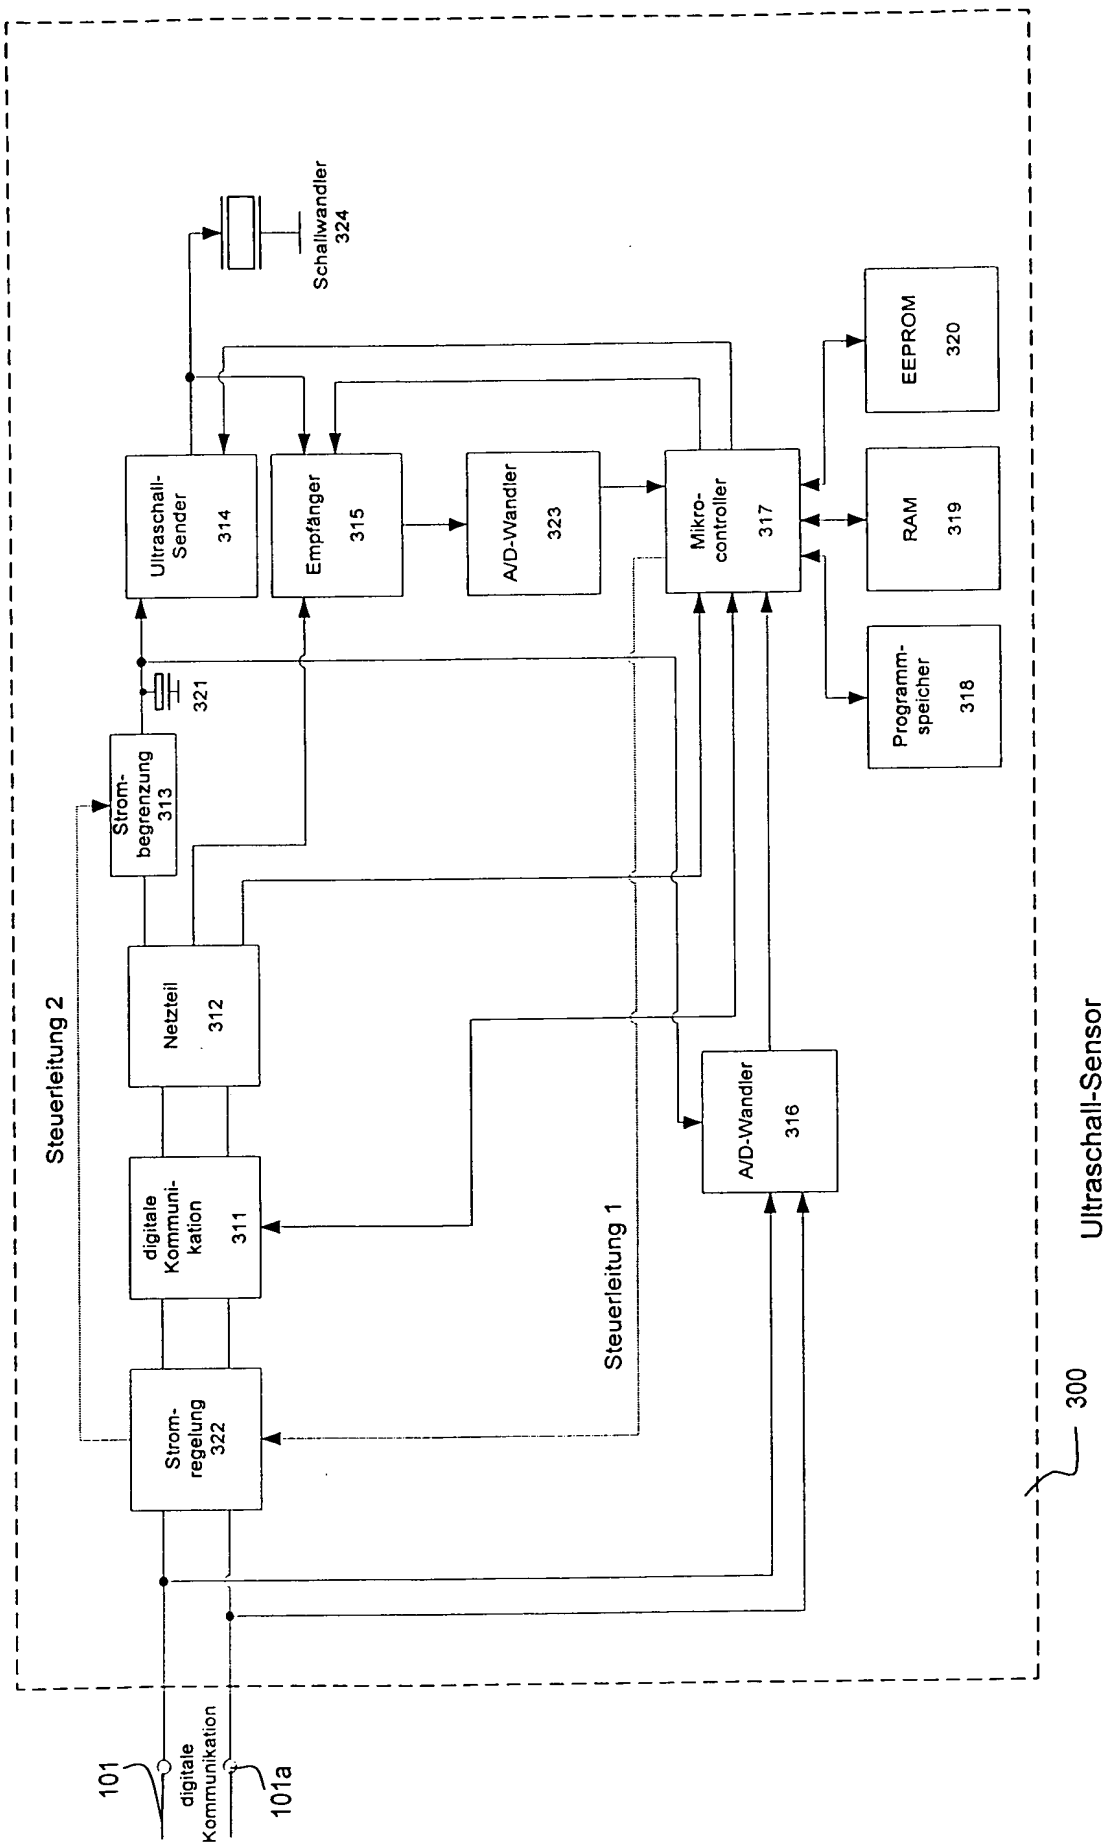 Steuerleitung 2
Strom-
begrenzung
313
321
Ultraschall-
Sender
314
Schallwandler
324
101
digitale
Kommunikation
101a
Strom-
regelung
322
digitale
Kommuni-
kation
311
Netzteil
312
Empfänger
315
A/D-Wandler
323
Steuerleitung 1
A/D-Wandler
316
Mikro-
controller
317
Programm-
speicher
318
RAM
319
EEPROM
320
300
Ultraschall-Sensor